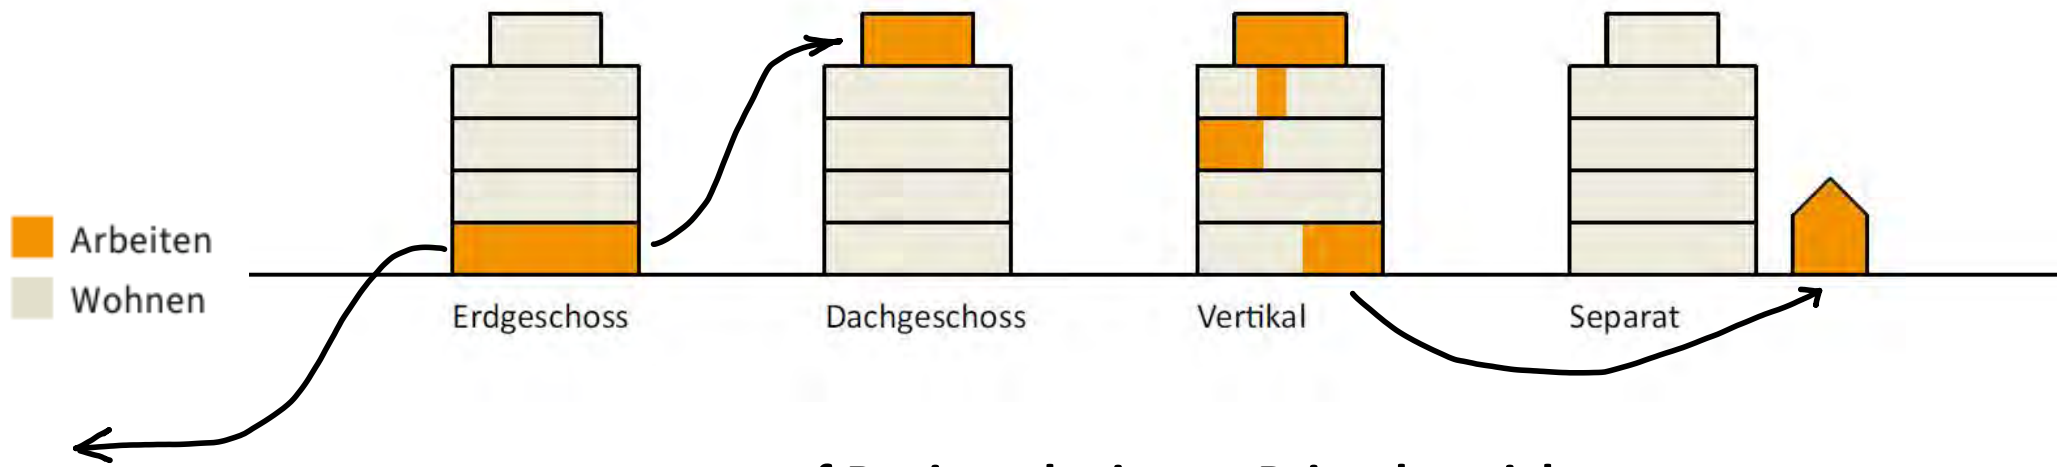 Arbeiten
Wohnen
Erdgeschoss
Dachgeschoss
Vertikal
Separat